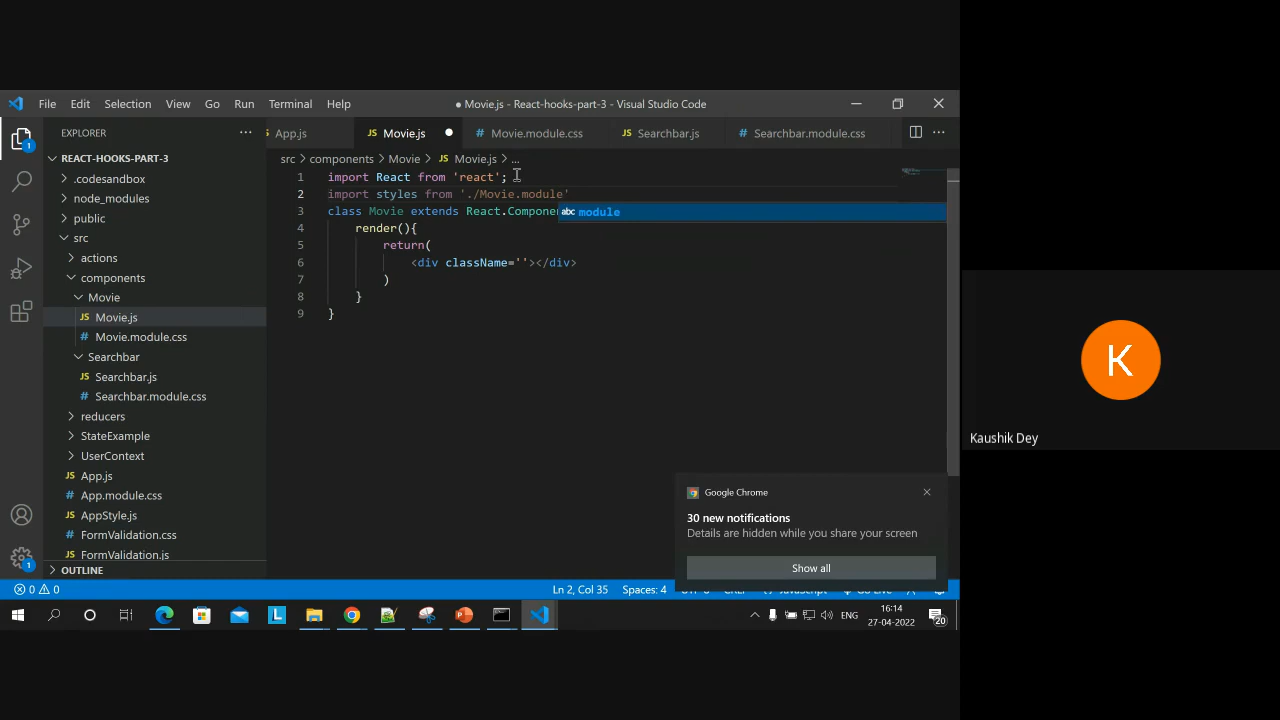 File Edit Selection View Go Run Terminal Help ● Movie.js - React-hooks-part-3 - Visual Studio Code
EXPLORER ··· App.js JS Movie.js ● # Movie.module.css JS Searchbar.js # Searchbar.module.css ···
REACT-HOOKS-PART-3
.codesandbox
node_modules
public
src
actions
components
Movie
JS Movie.js
# Movie.module.css
Searchbar
JS Searchbar.js
# Searchbar.module.css
reducers
StateExample
UserContext
JS App.js
# App.module.css
JS AppStyle.js
# FormValidation.css
JS FormValidation.js
OUTLINE
src > components > Movie > JS Movie.js > ...
1 import React from 'react';
2 import styles from './Movie.module'
abc module
3 class Movie extends React.Compone
4 render(){
5 return(
6 <div className=''></div>
7 )
8 }
9 }
Google Chrome
30 new notifications
Details are hidden while you share your screen
Show all
0 0 Ln 2, Col 35 Spaces: 4
ENG 16:14
27-04-2022
20
1
1
L
K
Kaushik Dey